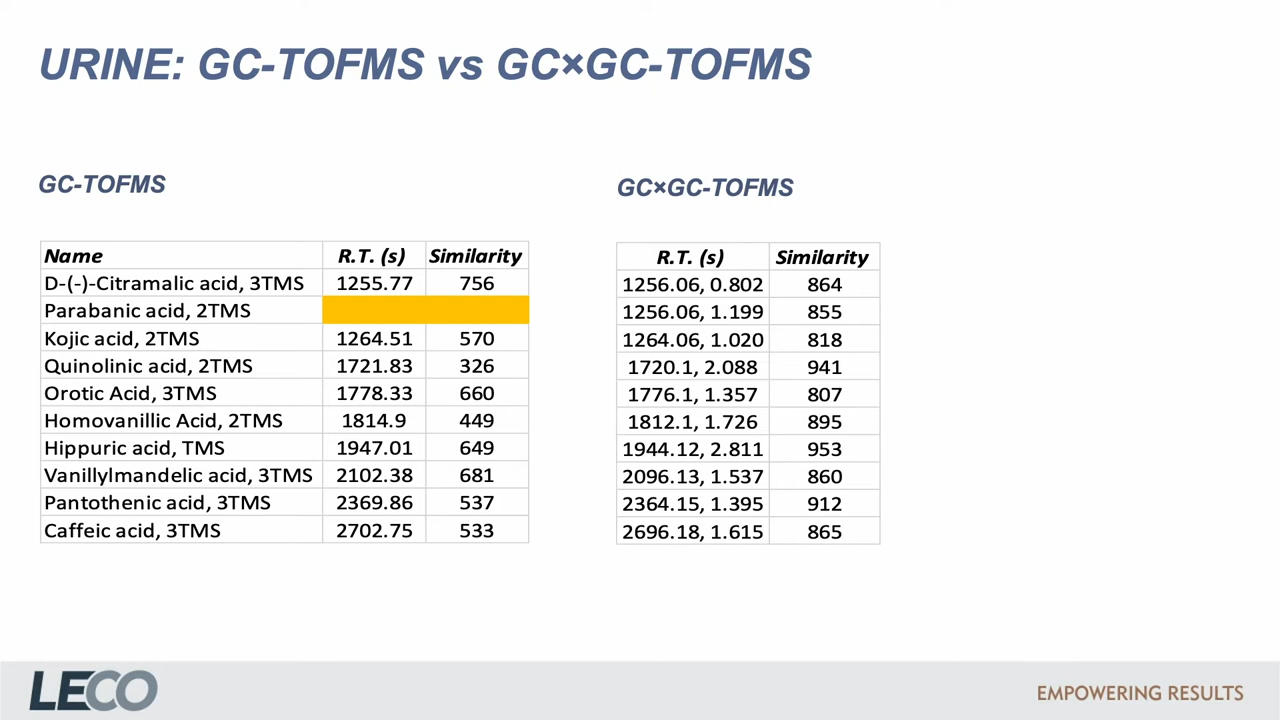 URINE: GC-TOFMS vs GC×GC-TOFMS
GC-TOFMS
Name R.T. (s) Similarity
D-(-)-Citramalic acid, 3TMS 1255.77 756
Parabanic acid, 2TMS
Kojic acid, 2TMS 1264.51 570
Quinolinic acid, 2TMS 1721.83 326
Orotic Acid, 3TMS 1778.33 660
Homovanillic Acid, 2TMS 1814.9 449
Hippuric acid, TMS 1947.01 649
Vanillylmandelic acid, 3TMS 2102.38 681
Pantothenic acid, 3TMS 2369.86 537
Caffeic acid, 3TMS 2702.75 533
GC×GC-TOFMS
R.T. (s) Similarity
1256.06, 0.802 864
1256.06, 1.199 855
1264.06, 1.020 818
1720.1, 2.088 941
1776.1, 1.357 807
1812.1, 1.726 895
1944.12, 2.811 953
2096.13, 1.537 860
2364.15, 1.395 912
2696.18, 1.615 865
LECO
EMPOWERING RESULTS